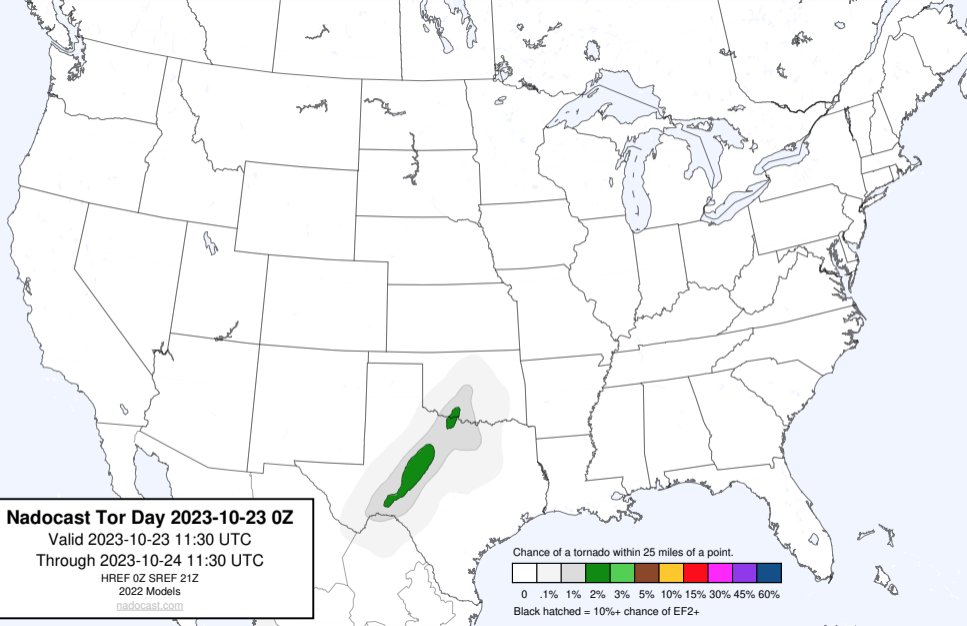 Nadocast Tor Day 2023-10-23 0Z
Valid 2023-10-23 11:30 UTC
Through 2023-10-24 11:30 UTC
HREF 0Z SREF 21Z
2022 Models
nadocast.com
Chance of a tornado within 25 miles of a point.
0 .1% 1% 2% 3% 5% 10% 15% 30% 45% 60%
Black hatched = 10%+ chance of EF2+